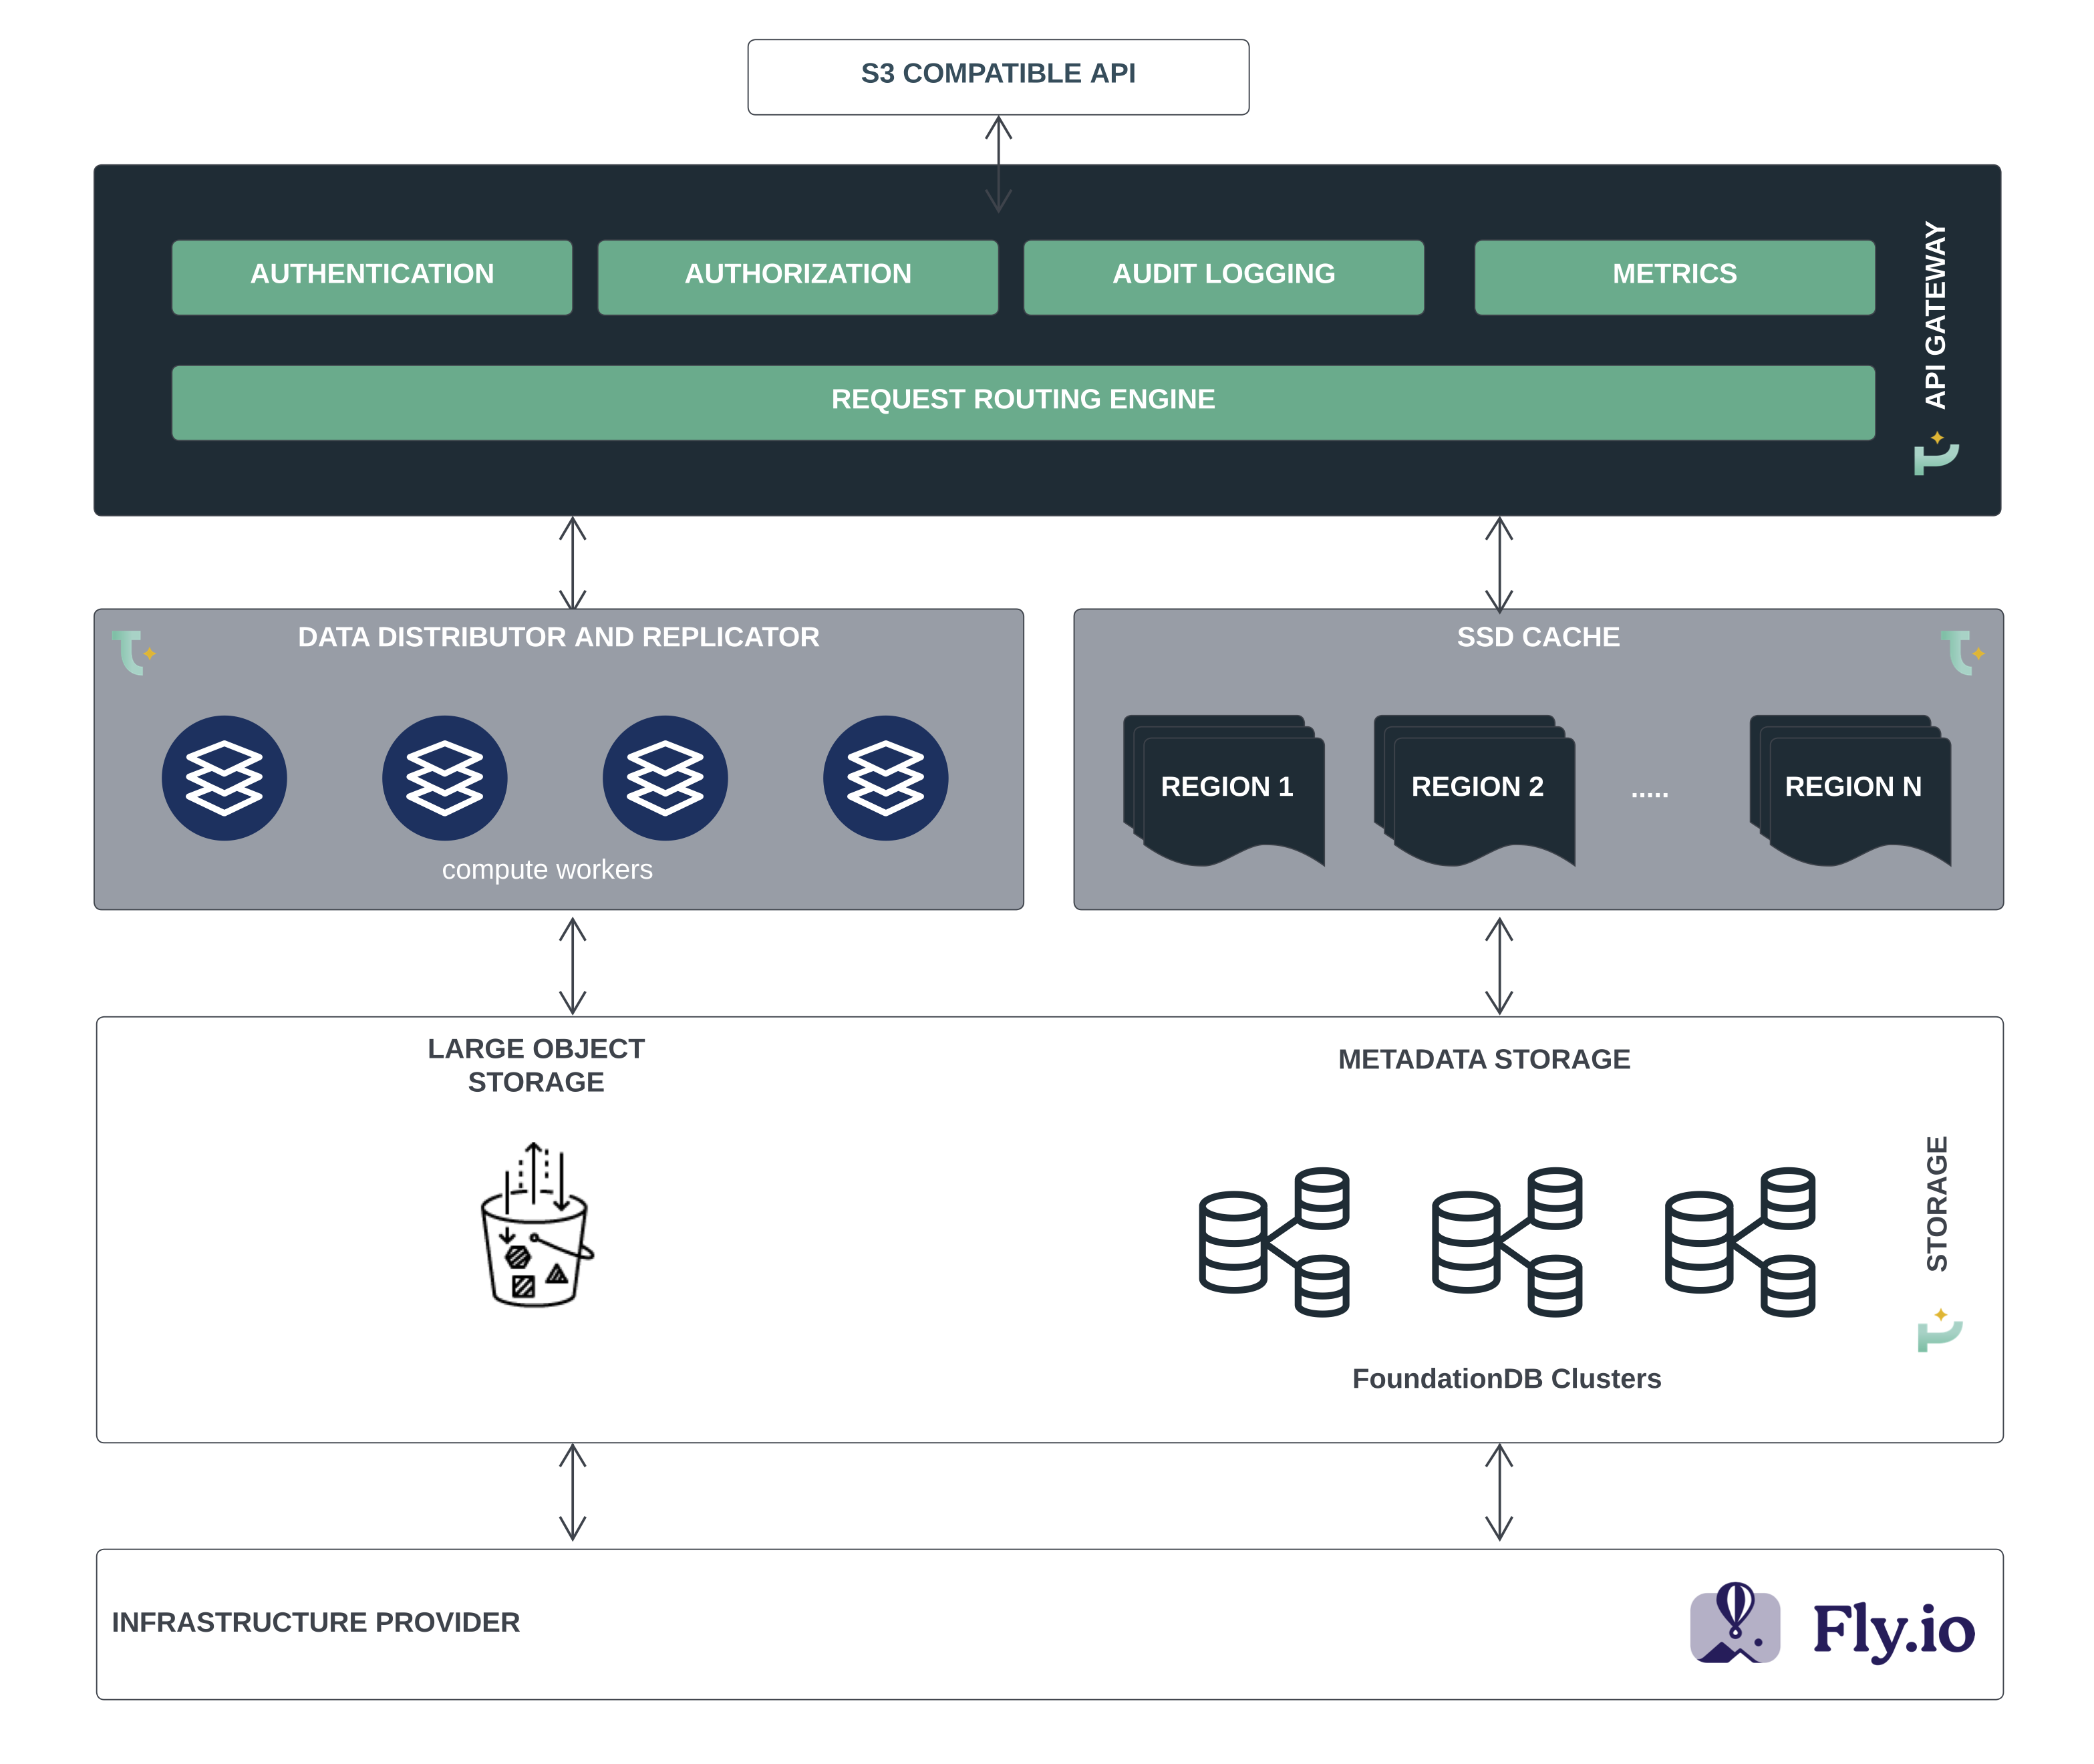 S3 COMPATIBLE API
AUTHENTICATION
AUTHORIZATION
AUDIT LOGGING
METRICS
API GATEWAY
REQUEST ROUTING ENGINE
DATA DISTRIBUTOR AND REPLICATOR
compute workers
SSD CACHE
REGION 1
REGION 2
.....
REGION N
LARGE OBJECT
STORAGE
METADATA STORAGE
STORAGE
FoundationDB Clusters
INFRASTRUCTURE PROVIDER
Fly.io